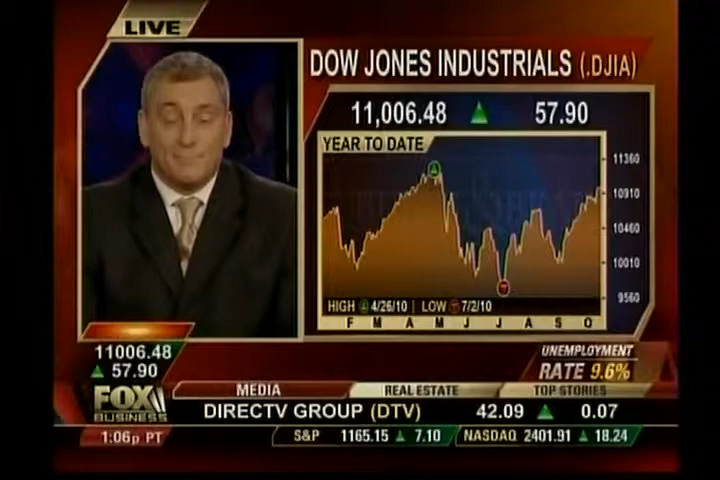 LIVE
DOW JONES INDUSTRIALS (.DJIA)
11,006.48 57.90
YEAR TO DATE
11360
10910
10460
10010
9560
HIGH 4/26/10 LOW 7/2/10
F M A M J J A S O
11006.48
57.90
UNEMPLOYMENT
RATE 9.6%
FOX
BUSINESS
MEDIA REAL ESTATE TOP STORIES
DIRECTV GROUP (DTV) 42.09 0.07
1:06p PT S&P 1165.15 7.10 NASDAQ 2401.91 18.24